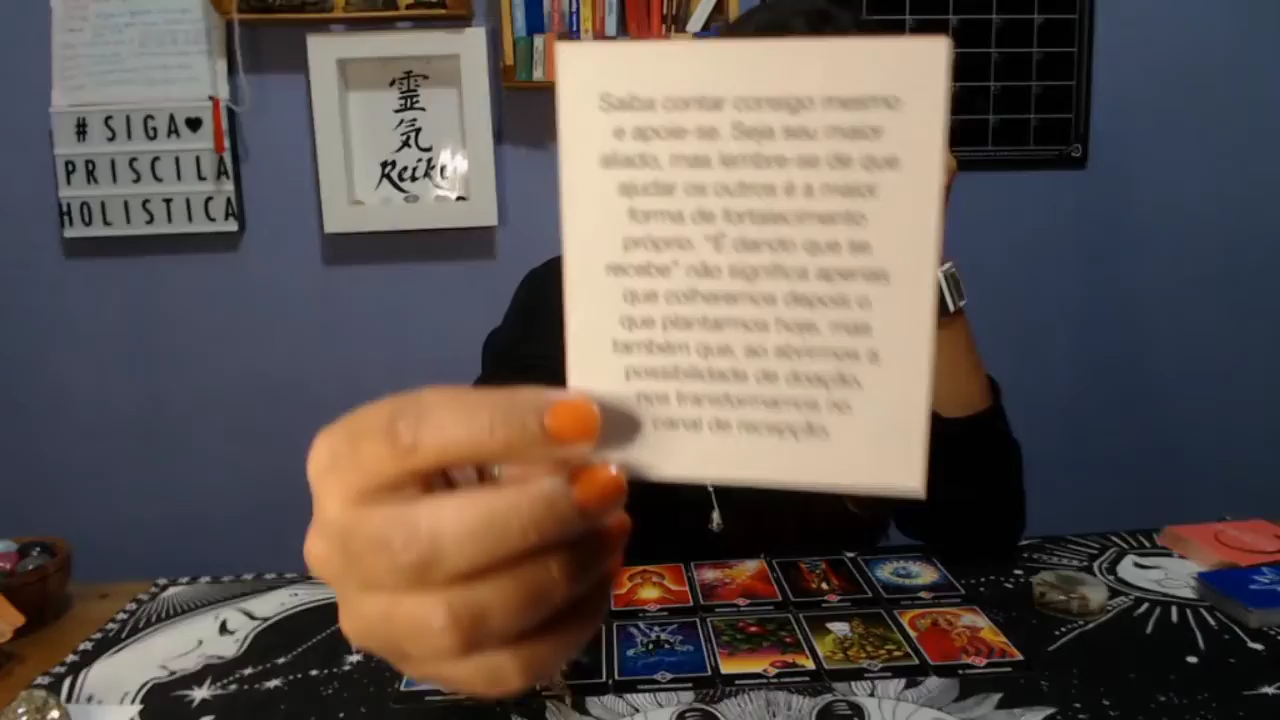 # SIGA♥
PRISCILA
HOLISTICA
靈
気
Reiki
Saiba contar consigo mesmo
e apoie-se. Seja seu maior
aliado, mas lembre-se de que
ajudar os outros é a maior
forma de fortalecimento
próprio. "É dando que se
recebe" não significa apenas
que colheremos depois o
que plantarmos hoje, mas
também que, ao abrirmos a
possibilidade de doação,
nos transformamos no
canal de recepção.